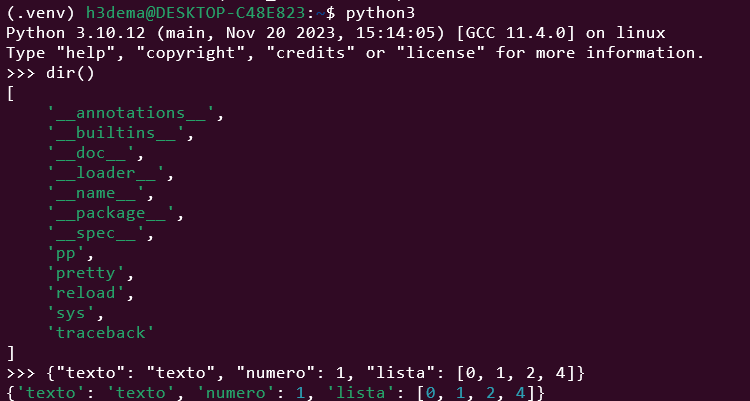 (.venv) h3dema@DESKTOP-C48E823:~$ python3
Python 3.10.12 (main, Nov 20 2023, 15:14:05) [GCC 11.4.0] on linux
Type "help", "copyright", "credits" or "license" for more information.
>>> dir()
[
    '__annotations__',
    '__builtins__',
    '__doc__',
    '__loader__',
    '__name__',
    '__package__',
    '__spec__',
    'pp',
    'pretty',
    'reload',
    'sys',
    'traceback'
]
>>> {"texto": "texto", "numero": 1, "lista": [0, 1, 2, 4]}
{'texto': 'texto', 'numero': 1, 'lista': [0, 1, 2, 4]}